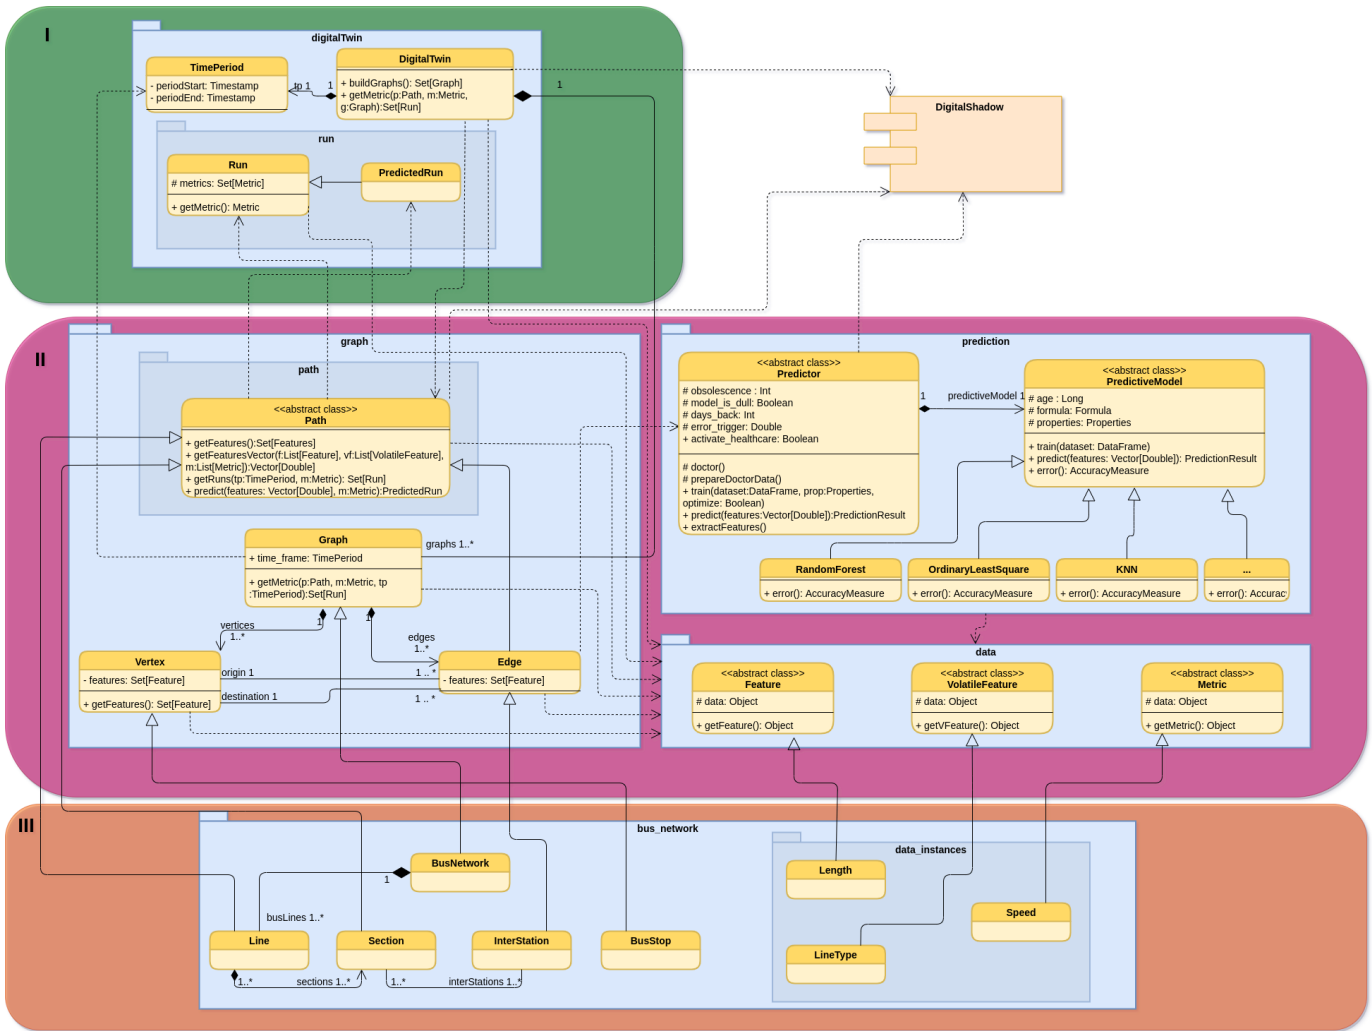 I
digitalTwin
TimePeriod
- periodStart: Timestamp
- periodEnd: Timestamp
tp 1
1
DigitalTwin
+ buildGraphs(): Set[Graph]
+ getMetric(p:Path, m:Metric,
g:Graph):Set[Run]
1
DigitalShadow
run
Run
# metrics: Set[Metric]
+ getMetric(): Metric
PredictedRun
II
graph
path
<<abstract class>>
Path
+ getFeatures():Set[Features]
+ getFeaturesVector(f:List[Feature], vf:List[VolatileFeature],
m:List[Metric]):Vector[Double]
+ getRuns(tp:TimePeriod, m:Metric): Set[Run]
+ predict(features: Vector[Double], m:Metric):PredictedRun
Graph
+ time_frame: TimePeriod
+ getMetric(p:Path, m:Metric, tp
:TimePeriod):Set[Run]
graphs 1..*
1
vertices
1..*
1
edges
1..*
Vertex
- features: Set[Feature]
+ getFeatures(): Set[Feature]
origin 1
1 .. *
destination 1
1 .. *
Edge
- features: Set[Feature]
prediction
<<abstract class>>
Predictor
# obsolescence : Int
# model_is_dull: Boolean
# days_back: Int
# error_trigger: Double
+ activate_healthcare: Boolean
# doctor()
# prepareDoctorData()
+ train(dataset:DataFrame, prop:Properties,
optimize: Boolean)
+ predict(features:Vector[Double]):PredictionResult
+ extractFeatures()
1
predictiveModel 1
<<abstract class>>
PredictiveModel
# age : Long
# formula: Formula
# properties: Properties
+ train(dataset: DataFrame)
+ predict(features: Vector[Double]): PredictionResult
+ error(): AccuracyMeasure
RandomForest
+ error(): AccuracyMeasure
OrdinaryLeastSquare
+ error(): AccuracyMeasure
KNN
+ error(): AccuracyMeasure
...
+ error(): Accurac
data
<<abstract class>>
Feature
# data: Object
+ getFeature(): Object
<<abstract class>>
VolatileFeature
# data: Object
+ getVFeature(): Object
<<abstract class>>
Metric
# data: Object
+ getMetric(): Object
III
bus_network
BusNetwork
1
busLines 1..*
Line
Section
InterStation
BusStop
1..*
sections 1..*
1..*
interStations 1..*
data_instances
Length
Speed
LineType